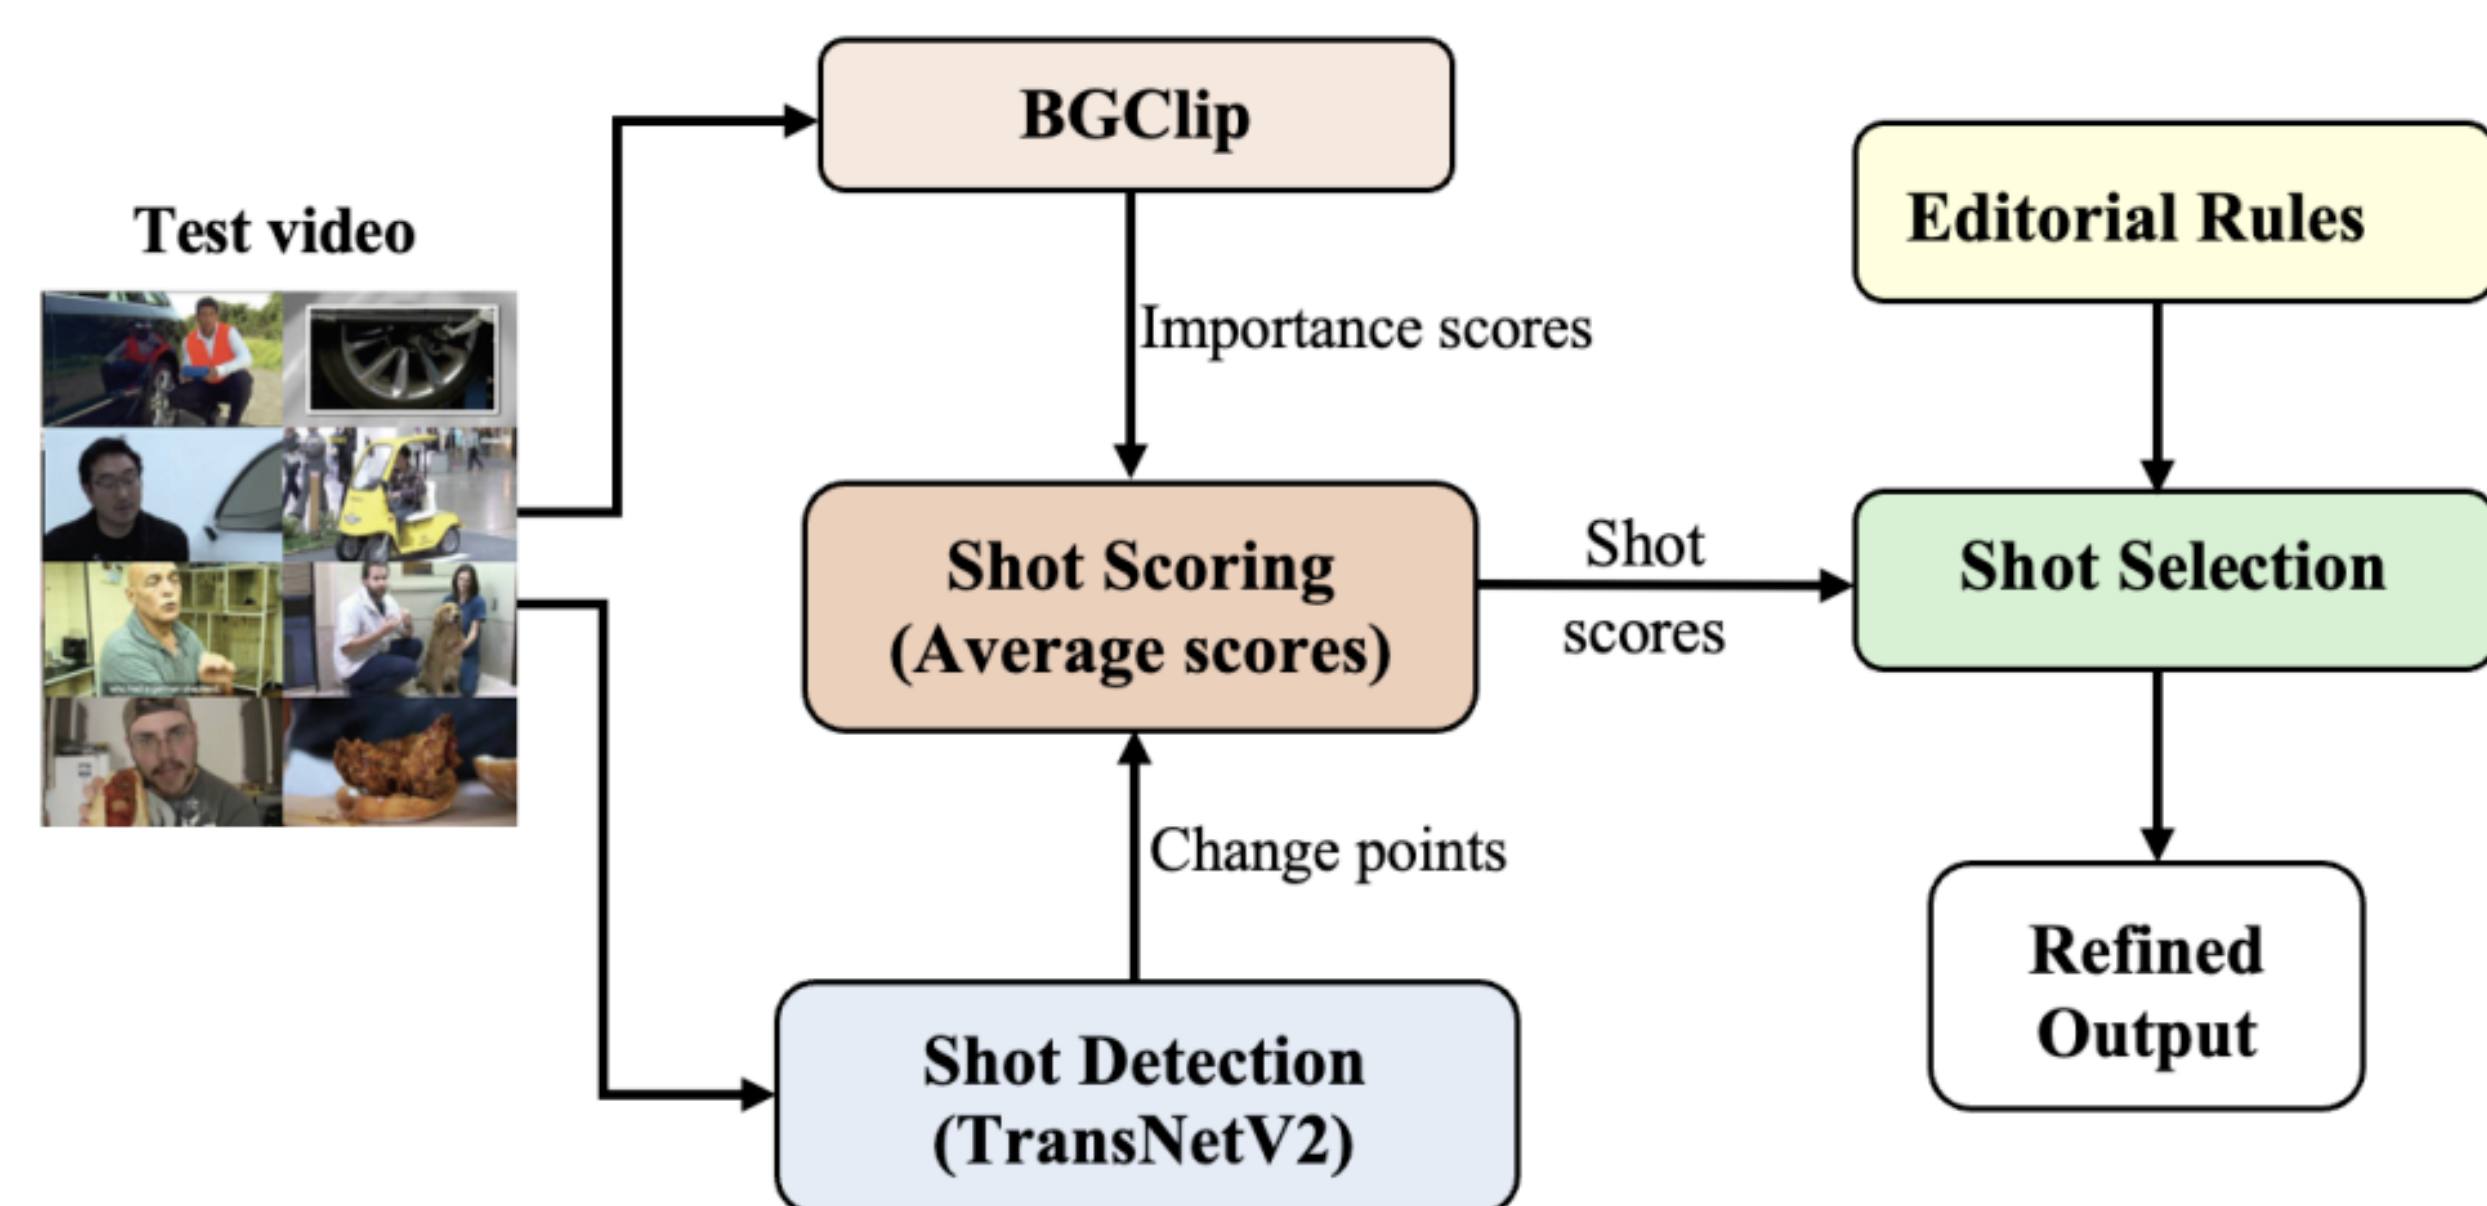 Test video
BGClip
Importance scores
Shot Scoring
(Average scores)
Change points
Shot Detection
(TransNetV2)
Shot
scores
Editorial Rules
Shot Selection
Refined
Output